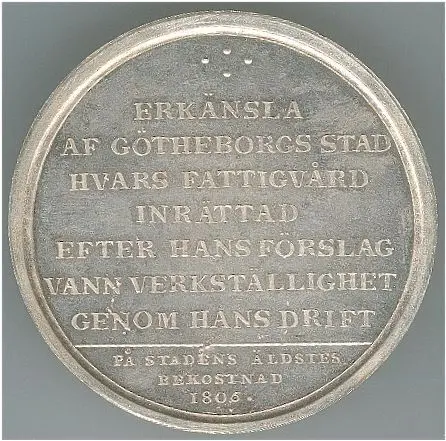 ERKÄNSLA
AF GÖTHEBORGS STAD
HVARS FATTIGVÅRD
INRÄTTAD
EFTER HANS FÖRSLAG
VANN VERKSTÄLLIGHET
GENOM HANS DRIFT
PÅ STADENS ÄLDSTES
BEKOSTNAD
1806.